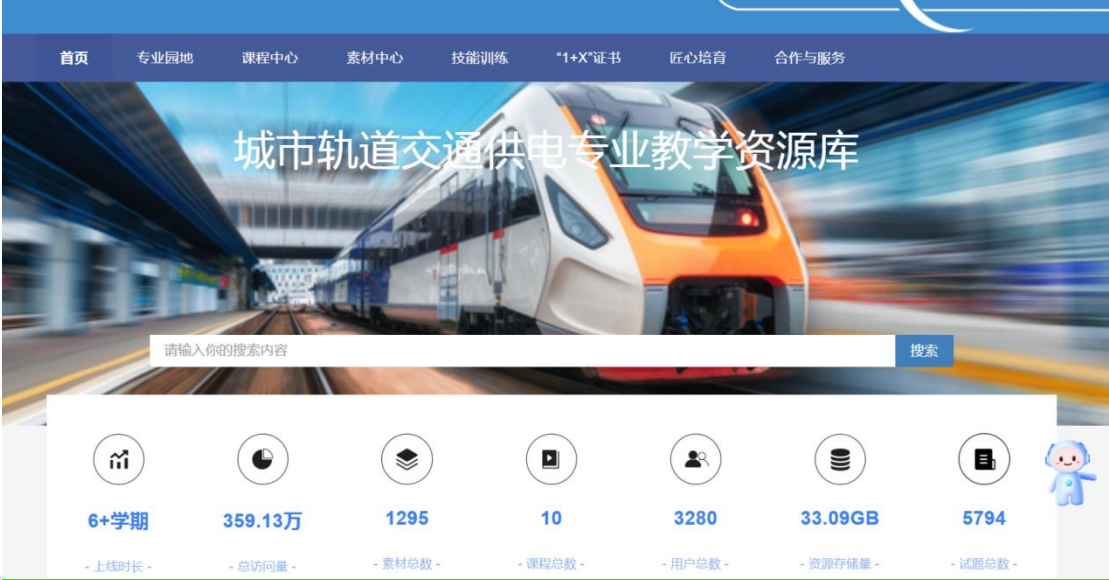 首页 专业园地 课程中心 素材中心 技能训练 “1+X”证书 匠心培育 合作与服务
城市轨道交通供电专业教学资源库
请输入你的搜索内容 搜索
6+学期 359.13万 1295 10 3280 33.09GB 5794
- 上线时长 - - 总访问量 - - 素材总数 - - 课程总数 - - 用户总数 - - 资源存储量 - - 试题总数 -